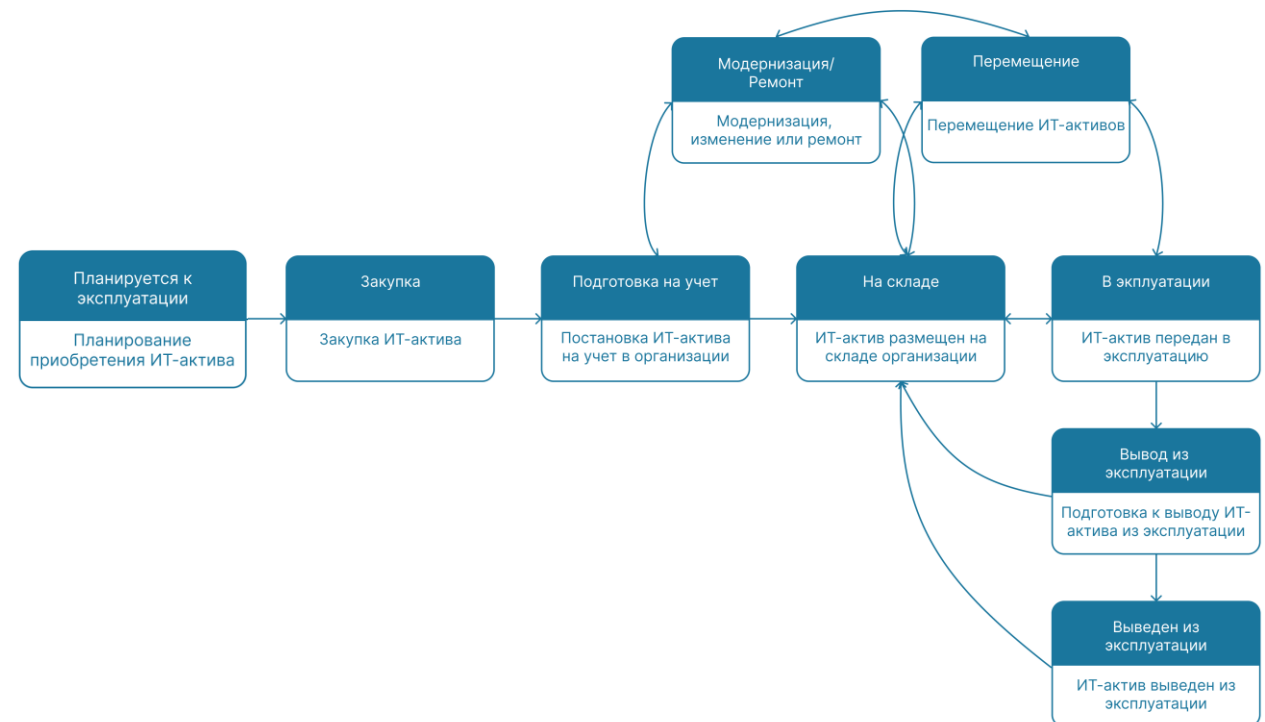 Модернизация/
Ремонт
Модернизация,
изменение или ремонт
Перемещение
Перемещение ИТ-активов
Планируется к
эксплуатации
Планирование
приобретения ИТ-актива
Закупка
Закупка ИТ-актива
Подготовка на учет
Постановка ИТ-актива
на учет в организации
На складе
ИТ-актив размещен на
складе организации
В экплуатации
ИТ-актив передан в
эксплуатацию
Вывод из
эксплуатации
Подготовка к выводу ИТ-
актива из эксплуатации
Выведен из
эксплуатации
ИТ-актив выведен из
эксплуатации